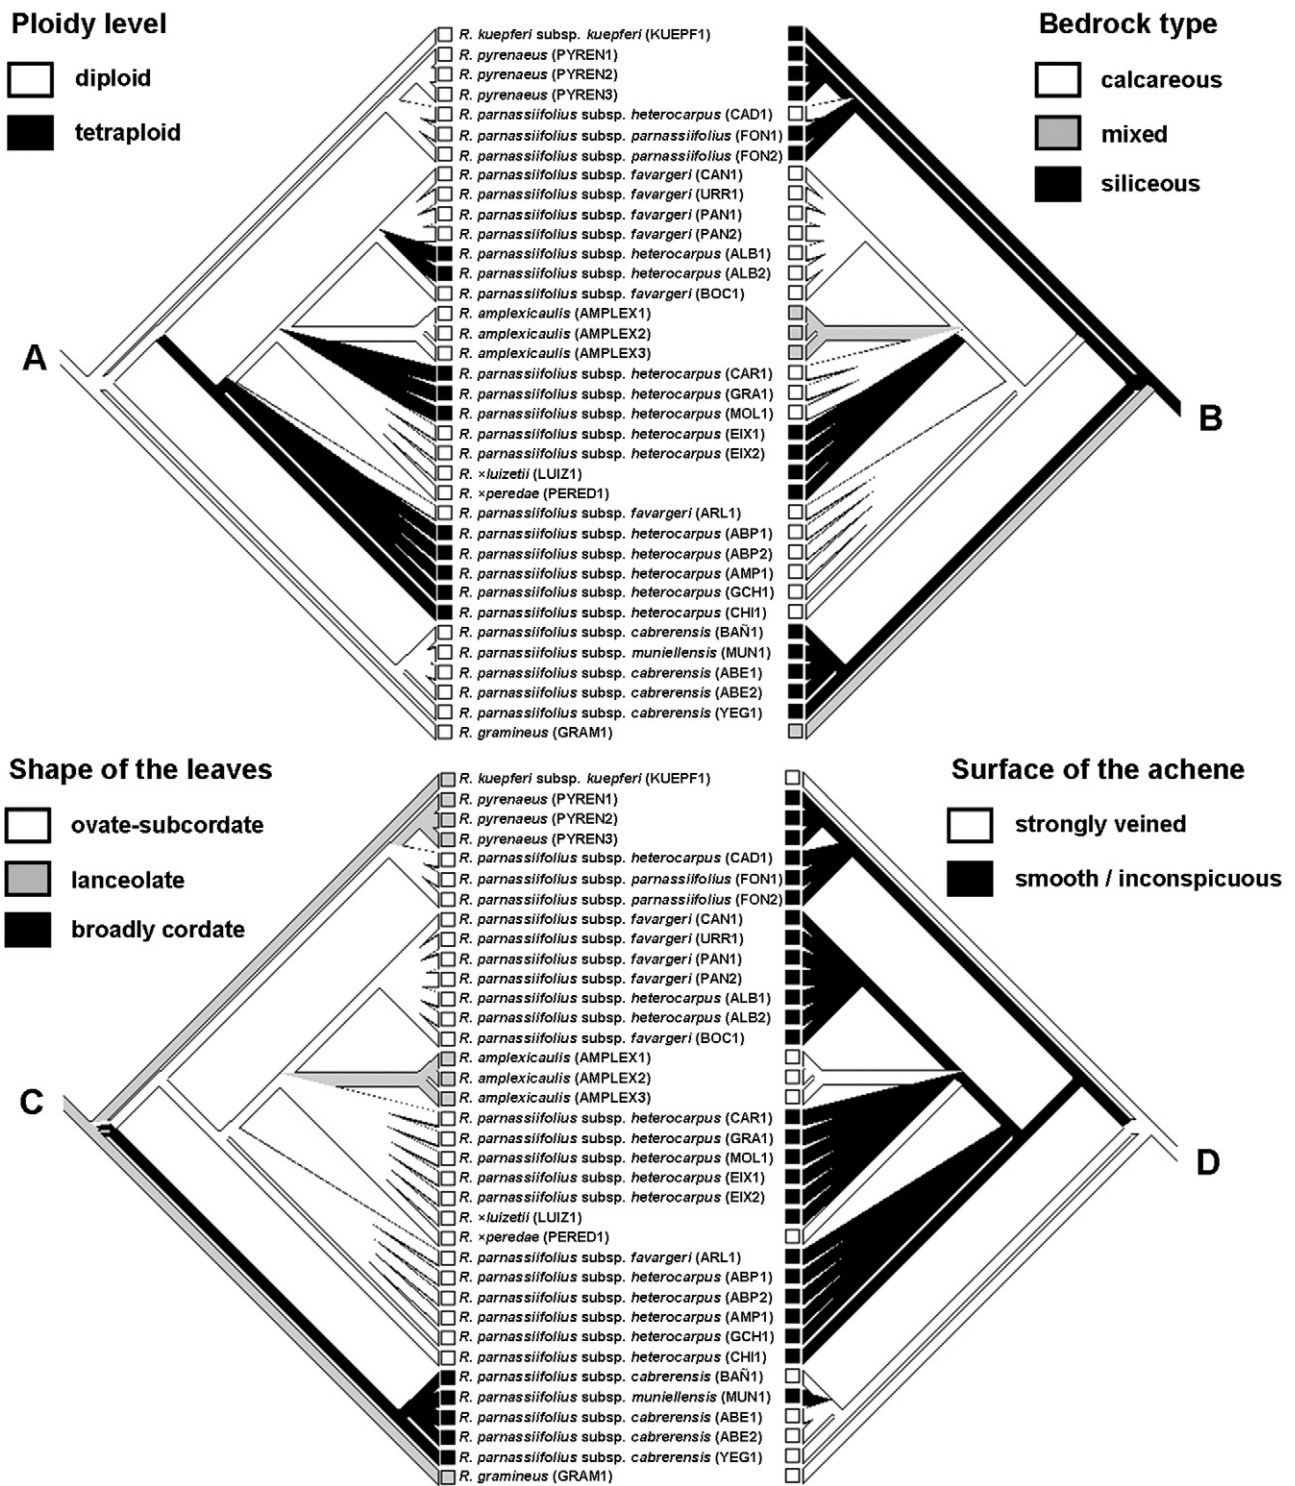 Ploidy level
diploid
tetraploid
Bedrock type
calcareous
mixed
siliceous
R. kuepferi subsp. kuepferi (KUEPF1)
R. pyrenaeus (PYREN1)
R. pyrenaeus (PYREN2)
R. pyrenaeus (PYREN3)
R. parnassiifolius subsp. heterocarpus (CAD1)
R. parnassiifolius subsp. parnassiifolius (FON1)
R. parnassiifolius subsp. parnassiifolius (FON2)
R. parnassiifolius subsp. favargeri (CAN1)
R. parnassiifolius subsp. favargeri (URR1)
R. parnassiifolius subsp. favargeri (PAN1)
R. parnassiifolius subsp. favargeri (PAN2)
R. parnassiifolius subsp. heterocarpus (ALB1)
R. parnassiifolius subsp. heterocarpus (ALB2)
R. parnassiifolius subsp. favargeri (BOC1)
R. amplexicaulis (AMPLEX1)
R. amplexicaulis (AMPLEX2)
R. amplexicaulis (AMPLEX3)
R. parnassiifolius subsp. heterocarpus (CAR1)
R. parnassiifolius subsp. heterocarpus (GRA1)
R. parnassiifolius subsp. heterocarpus (MOL1)
R. parnassiifolius subsp. heterocarpus (EIX1)
R. parnassiifolius subsp. heterocarpus (EIX2)
R. ×luizetii (LUIZ1)
R. ×peredae (PERED1)
R. parnassiifolius subsp. favargeri (ARL1)
R. parnassiifolius subsp. heterocarpus (ABP1)
R. parnassiifolius subsp. heterocarpus (ABP2)
R. parnassiifolius subsp. heterocarpus (AMP1)
R. parnassiifolius subsp. heterocarpus (GCH1)
R. parnassiifolius subsp. heterocarpus (CHI1)
R. parnassiifolius subsp. cabrerensis (BAÑ1)
R. parnassiifolius subsp. muniellensis (MUN1)
R. parnassiifolius subsp. cabrerensis (ABE1)
R. parnassiifolius subsp. cabrerensis (ABE2)
R. parnassiifolius subsp. cabrerensis (YEG1)
R. gramineus (GRAM1)
A
B
Shape of the leaves
ovate-subcordate
lanceolate
broadly cordate
Surface of the achene
strongly veined
smooth / inconspicuous
R. kuepferi subsp. kuepferi (KUEPF1)
R. pyrenaeus (PYREN1)
R. pyrenaeus (PYREN2)
R. pyrenaeus (PYREN3)
R. parnassiifolius subsp. heterocarpus (CAD1)
R. parnassiifolius subsp. parnassiifolius (FON1)
R. parnassiifolius subsp. parnassiifolius (FON2)
R. parnassiifolius subsp. favargeri (CAN1)
R. parnassiifolius subsp. favargeri (URR1)
R. parnassiifolius subsp. favargeri (PAN1)
R. parnassiifolius subsp. favargeri (PAN2)
R. parnassiifolius subsp. heterocarpus (ALB1)
R. parnassiifolius subsp. heterocarpus (ALB2)
R. parnassiifolius subsp. favargeri (BOC1)
R. amplexicaulis (AMPLEX1)
R. amplexicaulis (AMPLEX2)
R. amplexicaulis (AMPLEX3)
R. parnassiifolius subsp. heterocarpus (CAR1)
R. parnassiifolius subsp. heterocarpus (GRA1)
R. parnassiifolius subsp. heterocarpus (MOL1)
R. parnassiifolius subsp. heterocarpus (EIX1)
R. parnassiifolius subsp. heterocarpus (EIX2)
R. ×luizetii (LUIZ1)
R. ×peredae (PERED1)
R. parnassiifolius subsp. favargeri (ARL1)
R. parnassiifolius subsp. heterocarpus (ABP1)
R. parnassiifolius subsp. heterocarpus (ABP2)
R. parnassiifolius subsp. heterocarpus (AMP1)
R. parnassiifolius subsp. heterocarpus (GCH1)
R. parnassiifolius subsp. heterocarpus (CHI1)
R. parnassiifolius subsp. cabrerensis (BAÑ1)
R. parnassiifolius subsp. muniellensis (MUN1)
R. parnassiifolius subsp. cabrerensis (ABE1)
R. parnassiifolius subsp. cabrerensis (ABE2)
R. parnassiifolius subsp. cabrerensis (YEG1)
R. gramineus (GRAM1)
C
D